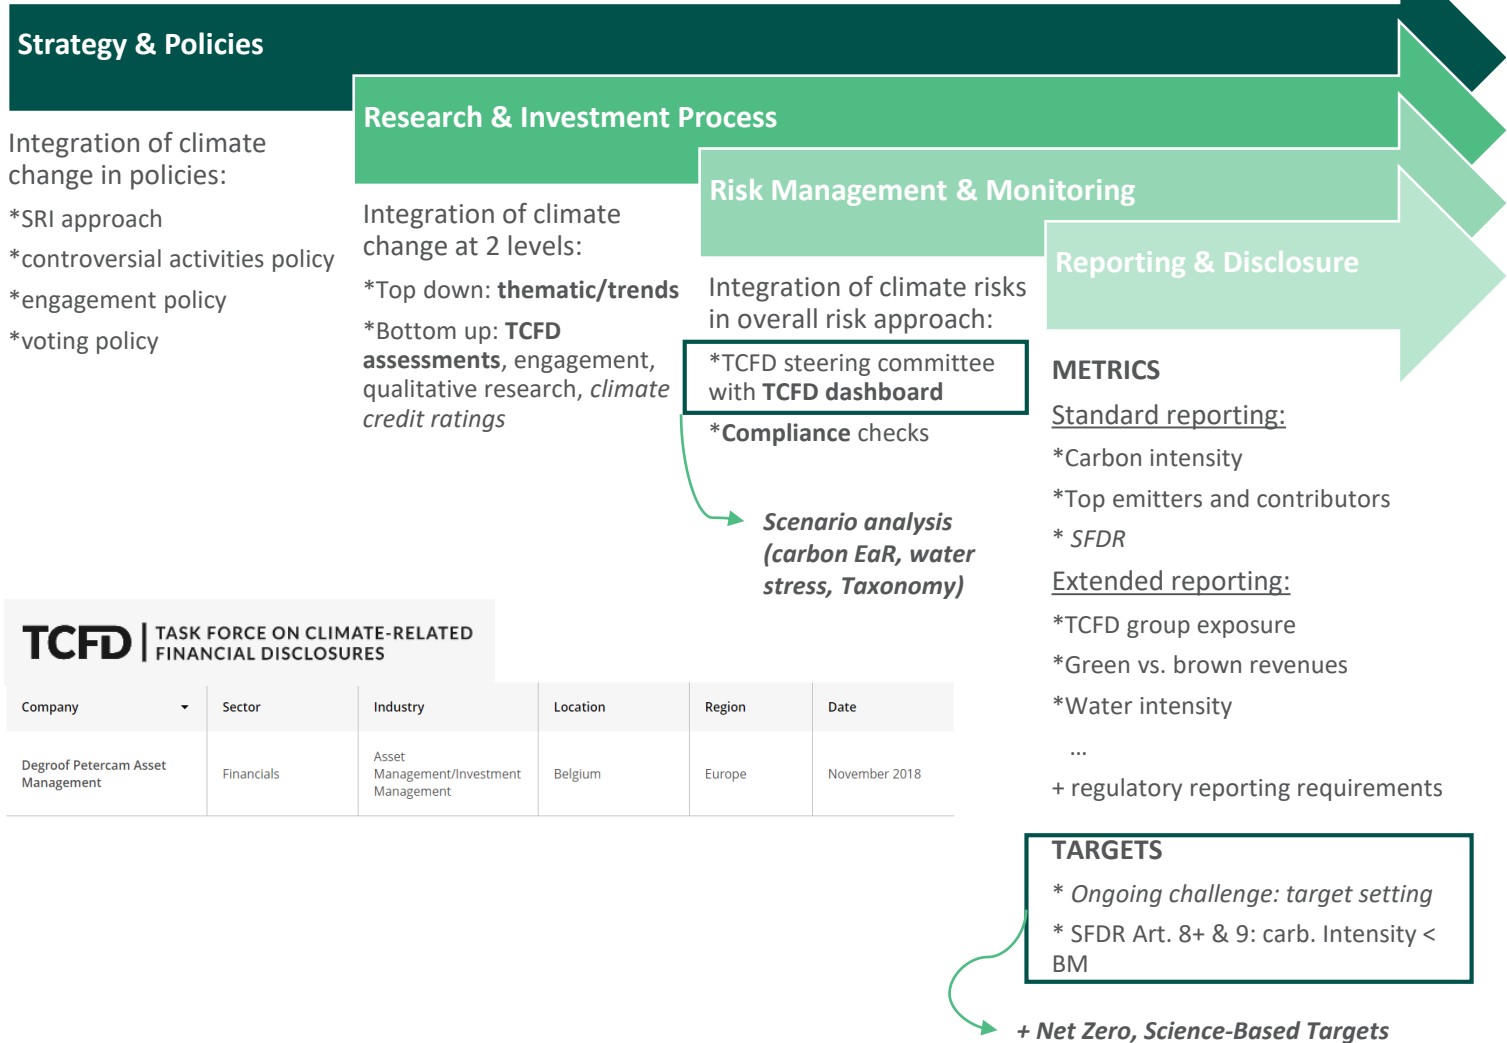 Strategy & Policies
Integration of climate
change in policies:
*SRI approach
*controversial activities policy
*engagement policy
*voting policy
Research & Investment Process
Integration of climate
change at 2 levels:
*Top down: thematic/trends
*Bottom up: TCFD
assessments, engagement,
qualitative research, climate
credit ratings
Risk Management & Monitoring
Integration of climate risks
in overall risk approach:
*TCFD steering committee
with TCFD dashboard
*Compliance checks
Scenario analysis
(carbon EaR, water
stress, Taxonomy)
Reporting & Disclosure
METRICS
Standard reporting:
*Carbon intensity
*Top emitters and contributors
* SFDR
Extended reporting:
*TCFD group exposure
*Green vs. brown revenues
*Water intensity
...
+ regulatory reporting requirements
TARGETS
* Ongoing challenge: target setting
* SFDR Art. 8+ & 9: carb. Intensity <
BM
+ Net Zero, Science-Based Targets
TCFD | TASK FORCE ON CLIMATE-RELATED
FINANCIAL DISCLOSURES
Company Sector Industry Location Region Date
Degroof Petercam Asset
Management
Financials
Asset
Management/Investment
Management
Belgium
Europe
November 2018